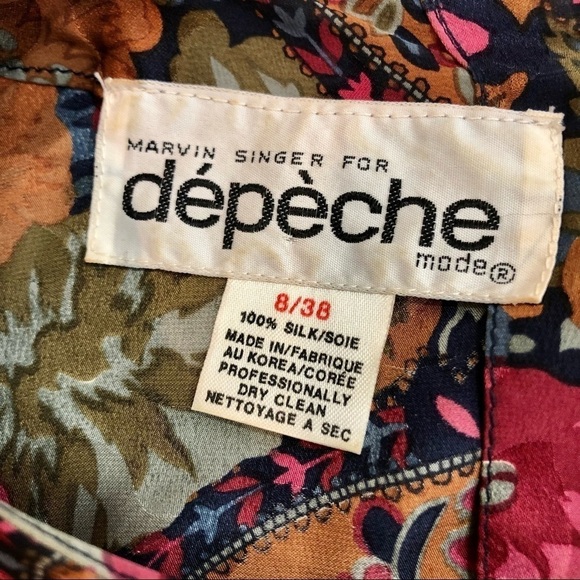 MARVIN SINGER FOR
dépèche
mode®
8/38
100% SILK/SOIE
MADE IN/FABRIQUE
AU KOREA/CORÉE
PROFESSIONALLY
DRY CLEAN
NETTOYAGE A SEC